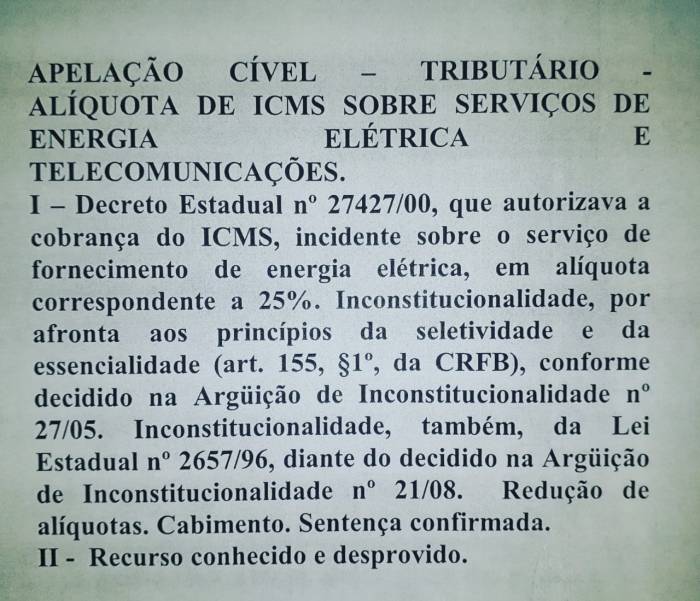 APELAÇÃO CÍVEL – TRIBUTÁRIO -
ALÍQUOTA DE ICMS SOBRE SERVIÇOS DE
ENERGIA ELÉTRICA E
TELECOMUNICAÇÕES.
I – Decreto Estadual nº 27427/00, que autorizava a
cobrança do ICMS, incidente sobre o serviço de
fornecimento de energia elétrica, em alíquota
correspondente a 25%. Inconstitucionalidade, por
afronta aos princípios da seletividade e da
essencialidade (art. 155, §1º, da CRFB), conforme
decidido na Argüição de Inconstitucionalidade nº
27/05. Inconstitucionalidade, também, da Lei
Estadual nº 2657/96, diante do decidido na Argüição
de Inconstitucionalidade nº 21/08. Redução de
alíquotas. Cabimento. Sentença confirmada.
II - Recurso conhecido e desprovido.